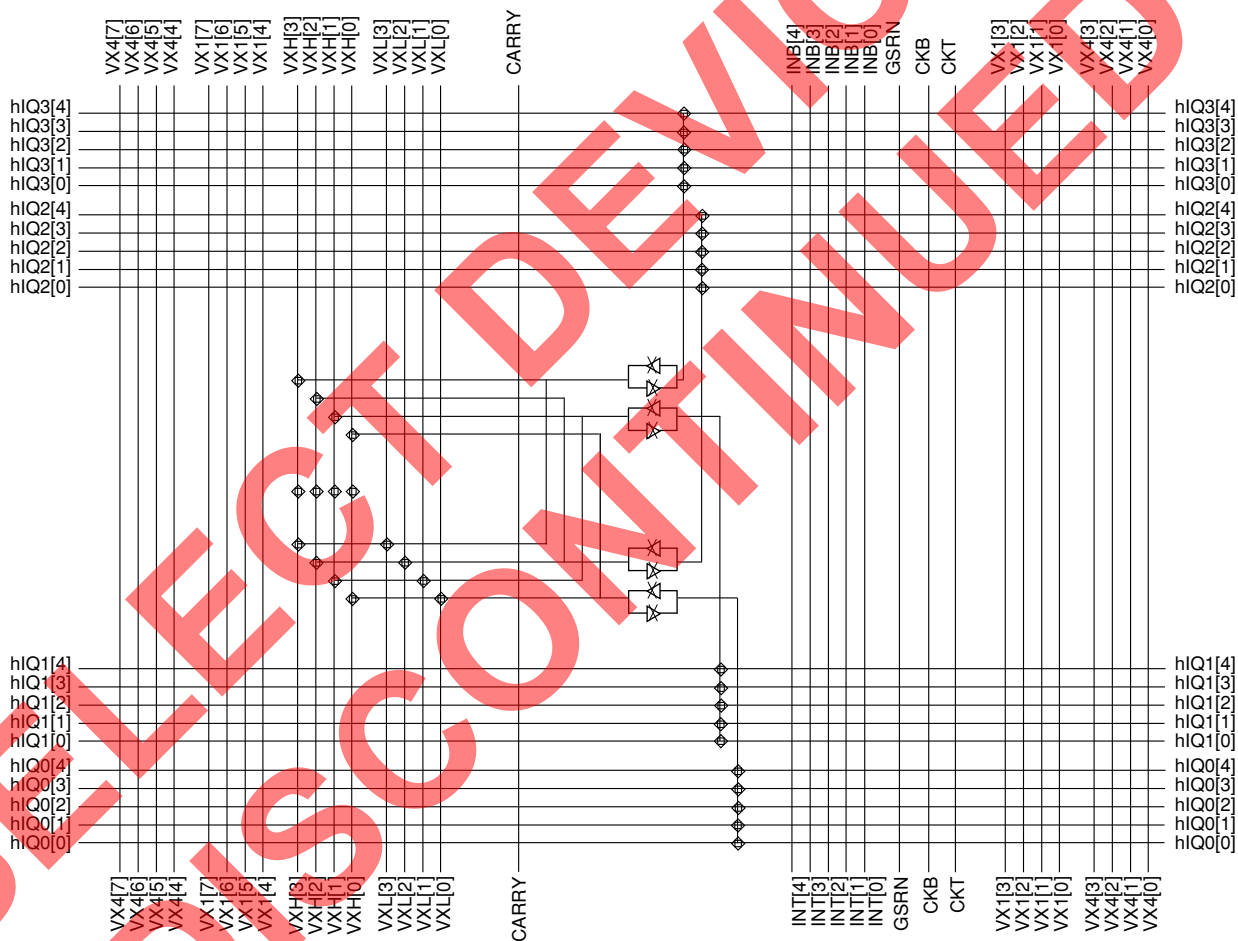 VX4[7]
VX4[6]
VX4[5]
VX4[4]
VX1[7]
VX1[6]
VX1[5]
VX1[4]
VXH[3]
VXH[2]
VXH[1]
VXH[0]
VXL[3]
VXL[2]
VXL[1]
VXL[0]
CARRY
INB[4]
INB[3]
INB[2]
INB[1]
INB[0]
GSRN
CKB
CKT
VX1[3]
VX1[2]
VX1[1]
VX1[0]
VX4[3]
VX4[2]
VX4[1]
VX4[0]
hIQ3[4] hIQ3[4]
hIQ3[3] hIQ3[3]
hIQ3[2] hIQ3[2]
hIQ3[1] hIQ3[1]
hIQ3[0] hIQ3[0]
hIQ2[4] hIQ2[4]
hIQ2[3] hIQ2[3]
hIQ2[2] hIQ2[2]
hIQ2[1] hIQ2[1]
hIQ2[0] hIQ2[0]
hIQ1[4] hIQ1[4]
hIQ1[3] hIQ1[3]
hIQ1[2] hIQ1[2]
hIQ1[1] hIQ1[1]
hIQ1[0] hIQ1[0]
hIQ0[4] hIQ0[4]
hIQ0[3] hIQ0[3]
hIQ0[2] hIQ0[2]
hIQ0[1] hIQ0[1]
hIQ0[0] hIQ0[0]
VX4[7]
VX4[6]
VX4[5]
VX4[4]
VX1[7]
VX1[6]
VX1[5]
VX1[4]
VXH[3]
VXH[2]
VXH[1]
VXH[0]
VXL[3]
VXL[2]
VXL[1]
VXL[0]
CARRY
INT[4]
INT[3]
INT[2]
INT[1]
INT[0]
GSRN
CKB
CKT
VX1[3]
VX1[2]
VX1[1]
VX1[0]
VX4[3]
VX4[2]
VX4[1]
VX4[0]
SELECT DEVIC
DISCONTINUED